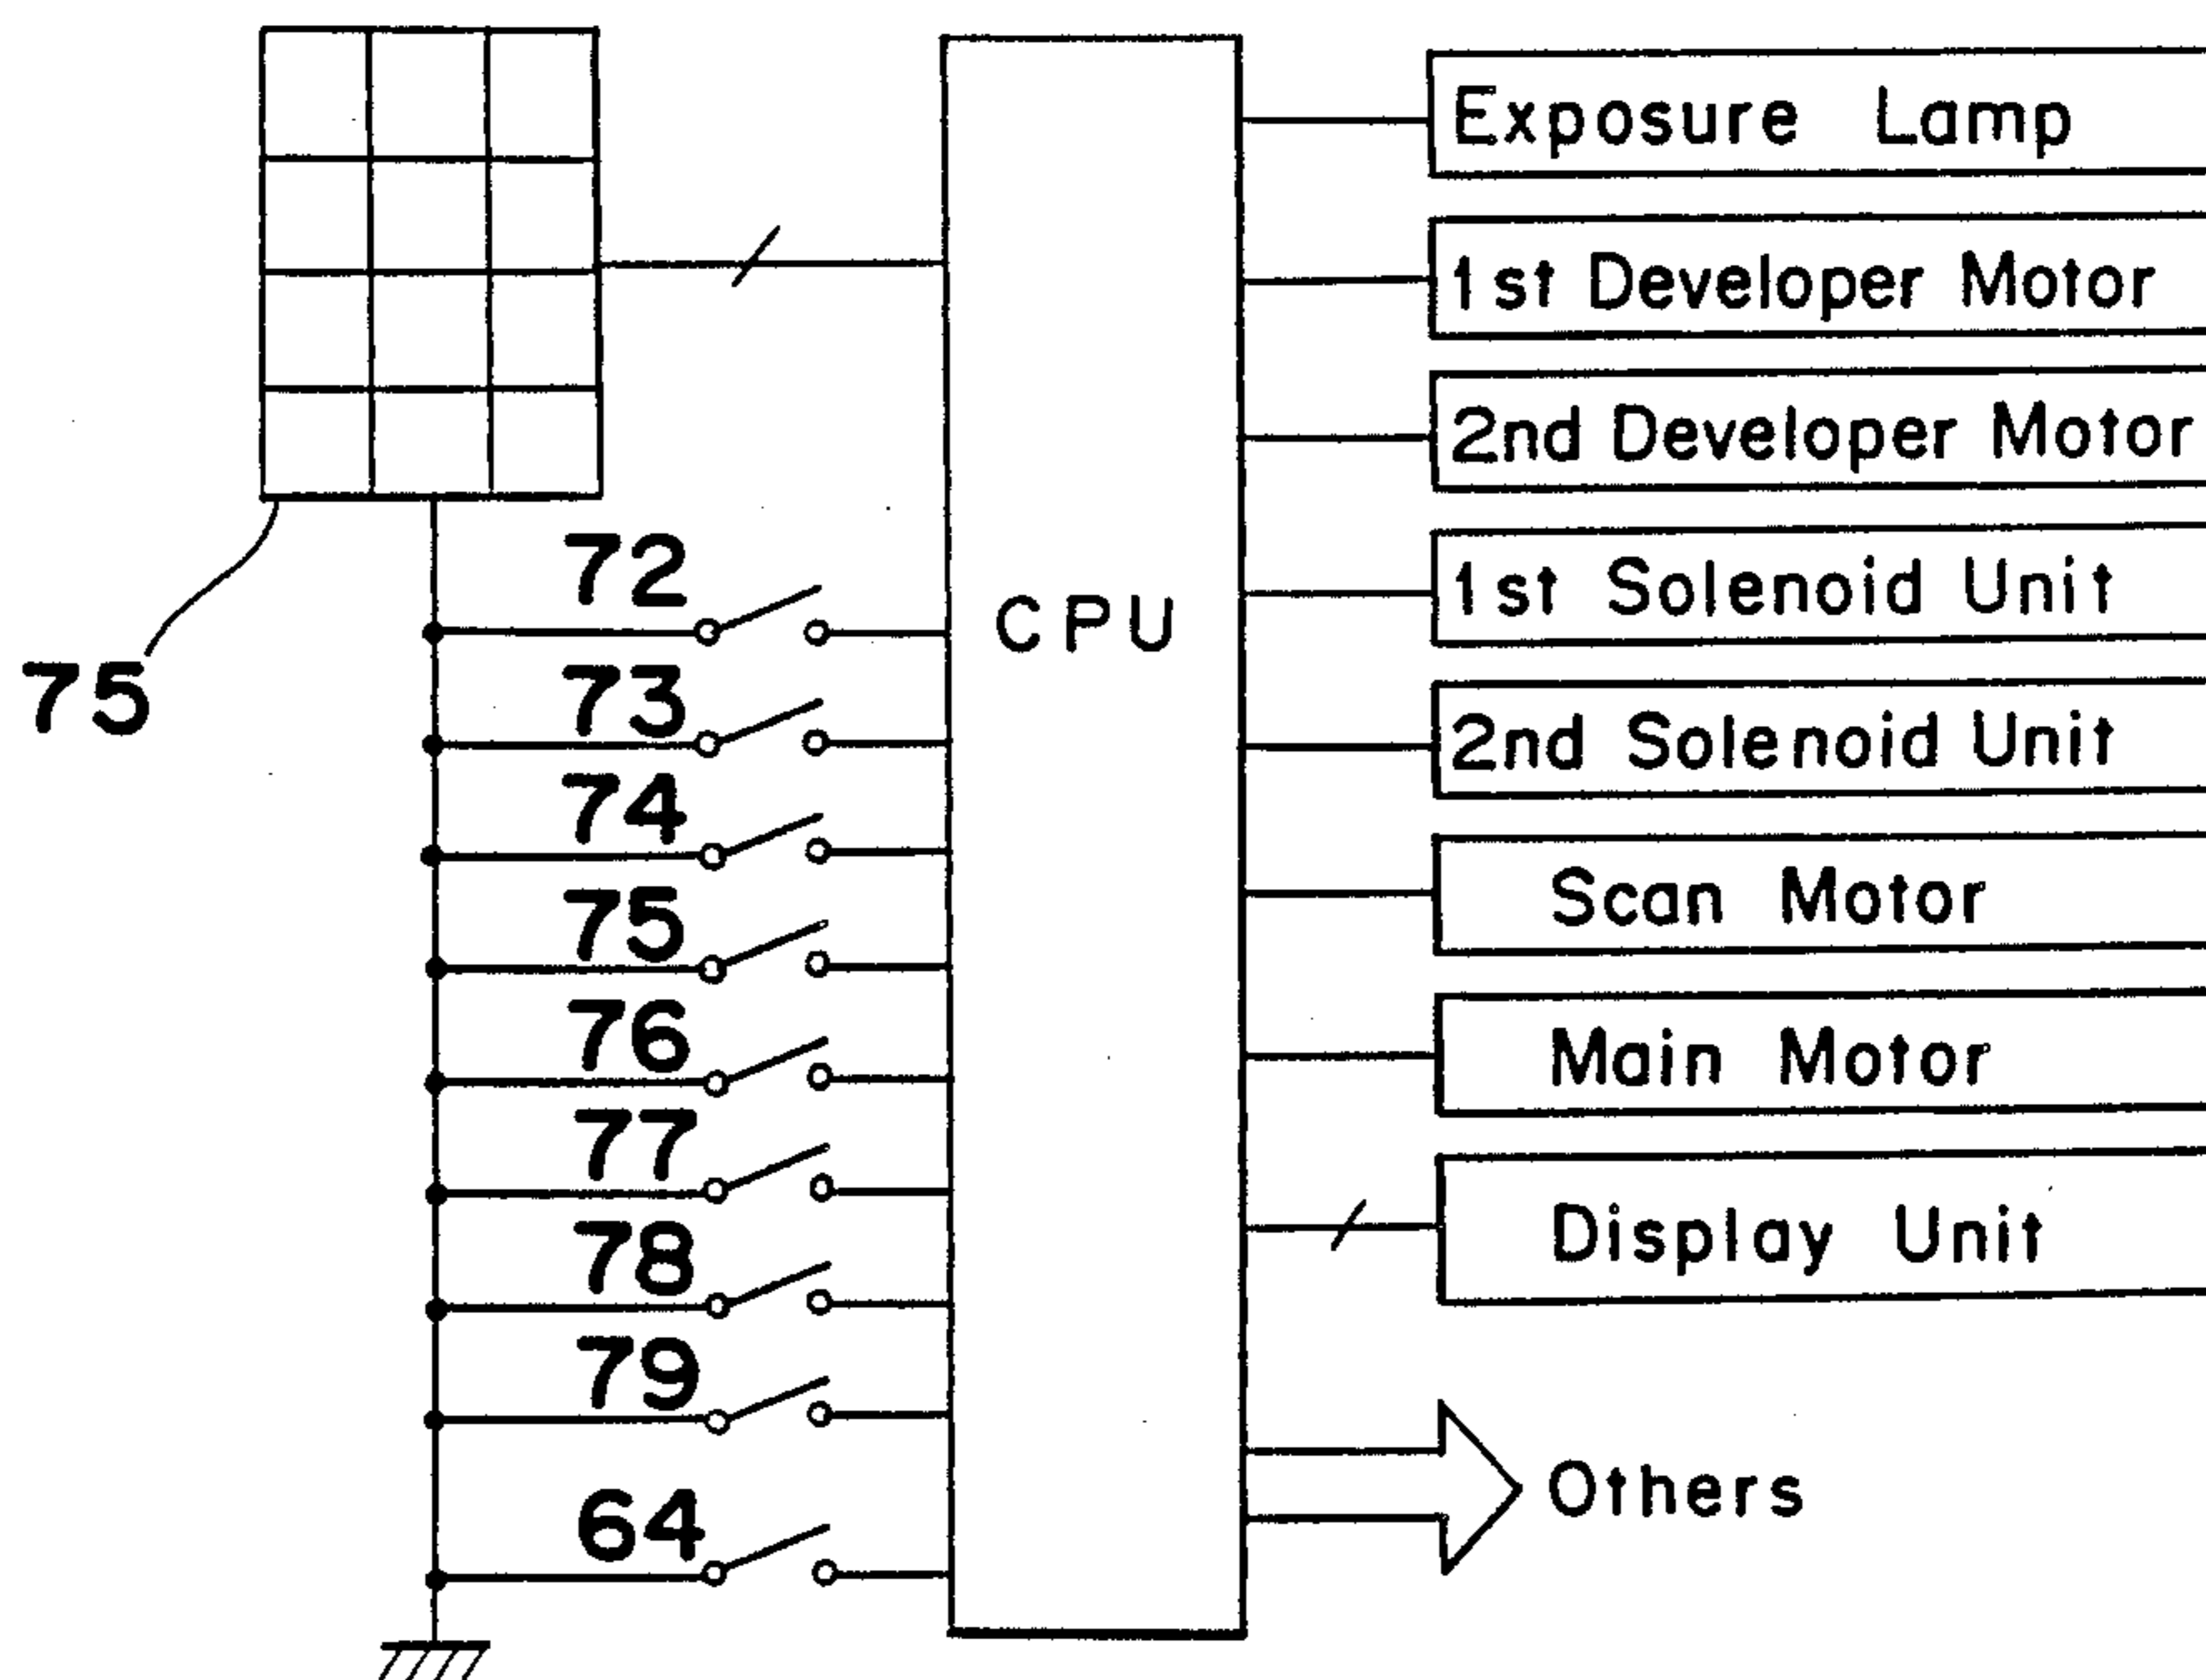 Exposure Lamp
1st Developer Motor
2nd Developer Motor
72
1st Solenoid Unit
CPU
75
73
2nd Solenoid Unit
74
75
Scan Motor
76
Main Motor
77
78
Display Unit
79
64
Others